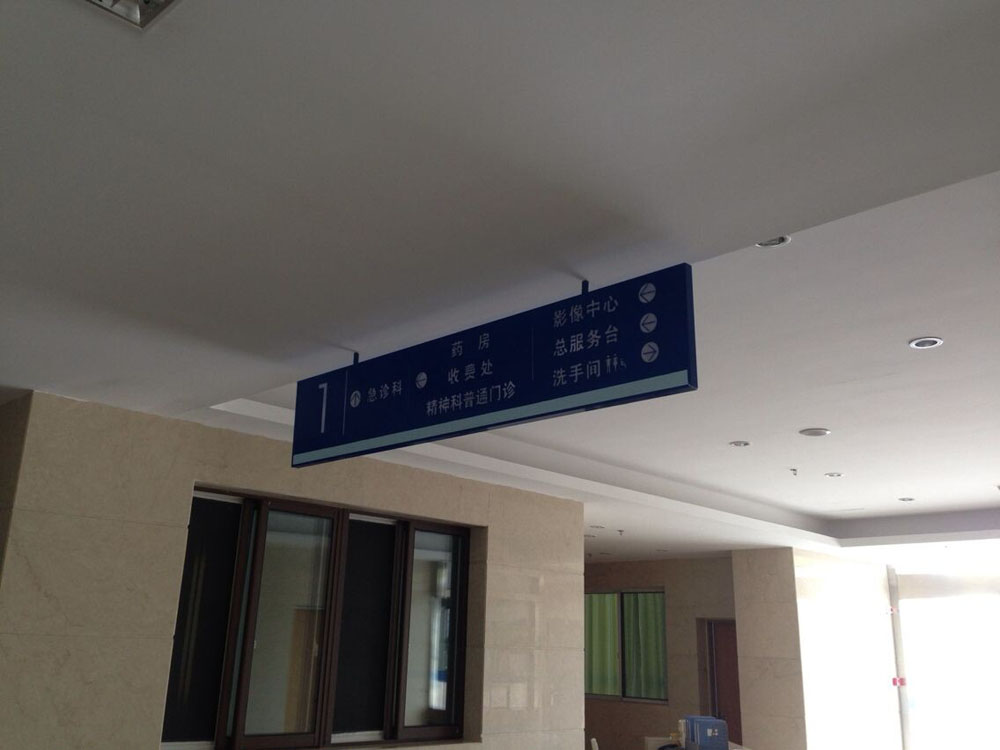 1
急诊科
药房
收费处
精神科普通门诊
影像中心
总服务台
洗手间